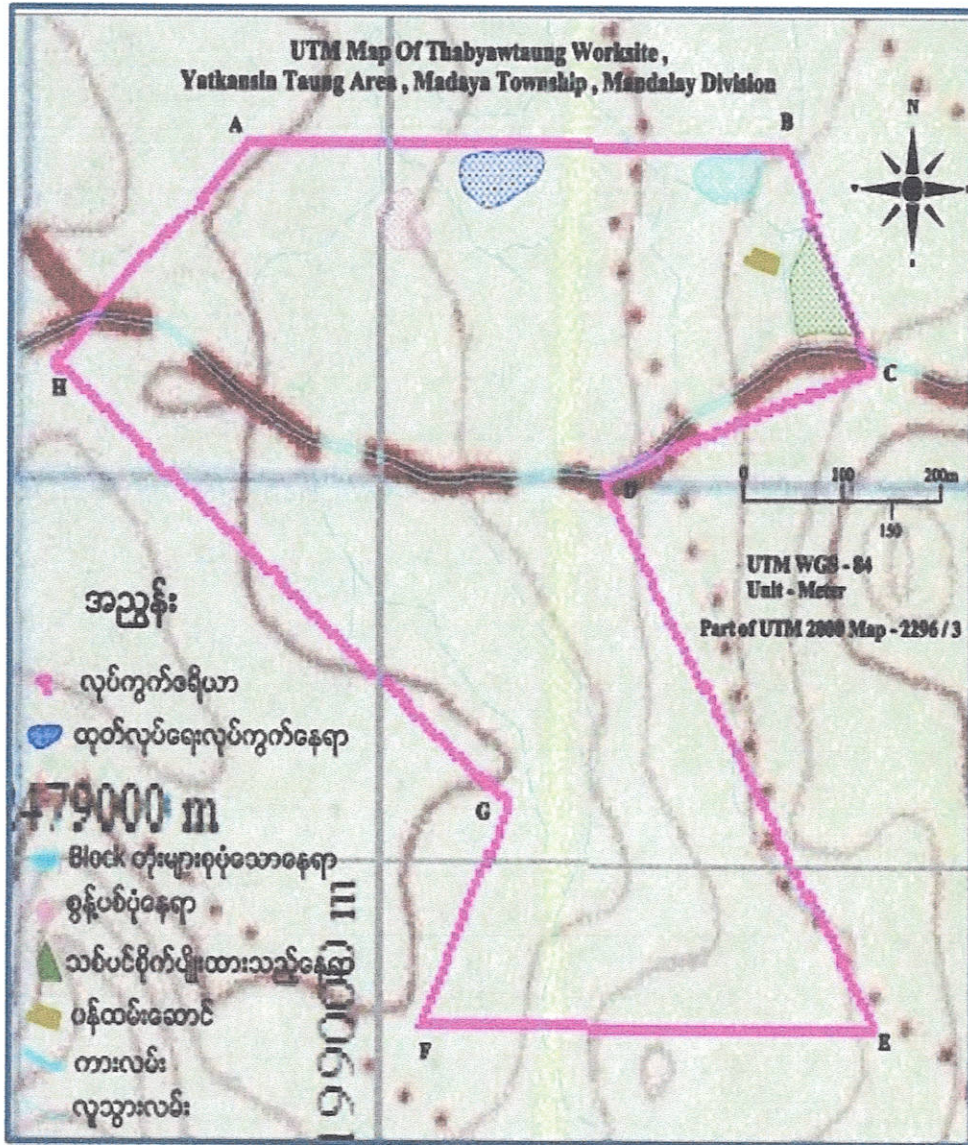 UTM Map Of Thabyawtaung Worksite ,
Yatkansin Taung Area , Madaya Township , Mandalay Division
A
B
N
H
C
D
0 100 200m
150
UTM WGS - 84
Unit - Meter
Part of UTM 2000 Map - 2296 / 3
အညွှန်း
လုပ်ကွက်ဧရိယာ
ထုတ်လုပ်ရေးလုပ်ကွက်နေရာ
G
479000 m
Block တုံးများစုပုံသောနေရာ
စွန့်ပစ်ပုံနေရာ
သစ်ပင်စိုက်ပျိုးထားသည့်နေရာ
ဝန်ထမ်းဆောင်
ကားလမ်း
လူသွားလမ်း
F
E